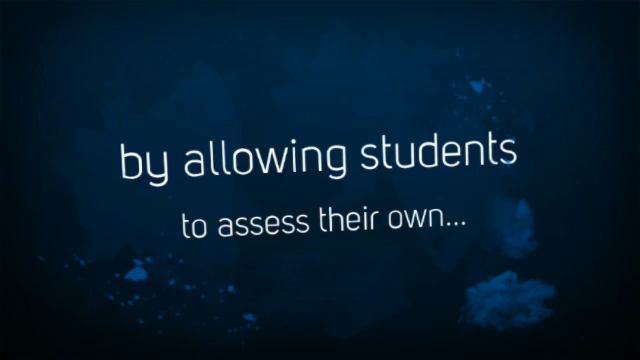 by allowing students
to assess their own...